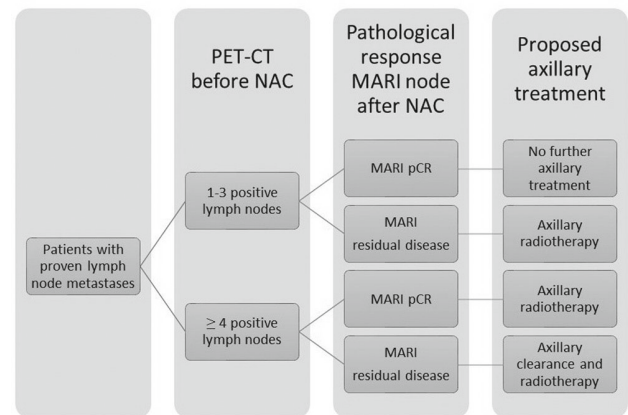 PET-CT
before NAC
Pathological
response
MARI node
after NAC
Proposed
axillary
treatment
Patients with
proven lymph
node metastases
1-3 positive
lymph nodes
≥ 4 positive
lymph nodes
MARI pCR
MARI
residual disease
MARI pCR
MARI
residual disease
No further
axillary
treatment
Axillary
radiotherapy
Axillary
radiotherapy
Axillary
clearance and
radiotherapy